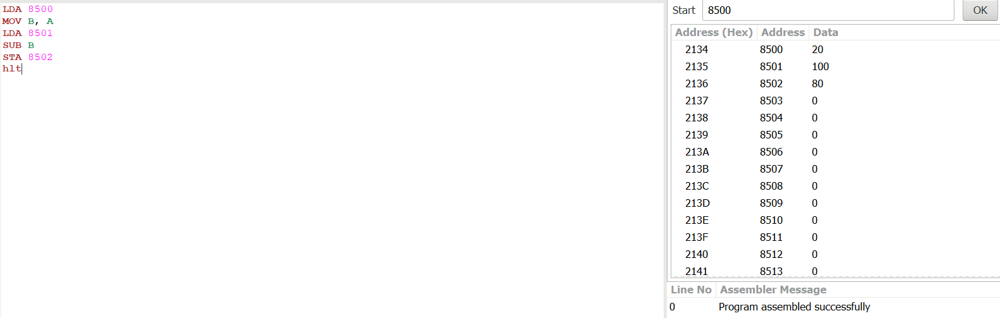 LDA 8500
MOV B, A
LDA 8501
SUB B
STA 8502
hlt
Start 8500 OK
Address (Hex) Address Data
2134 8500 20
2135 8501 100
2136 8502 80
2137 8503 0
2138 8504 0
2139 8505 0
213A 8506 0
213B 8507 0
213C 8508 0
213D 8509 0
213E 8510 0
213F 8511 0
2140 8512 0
2141 8513 0
Line No Assembler Message
0 Program assembled successfully